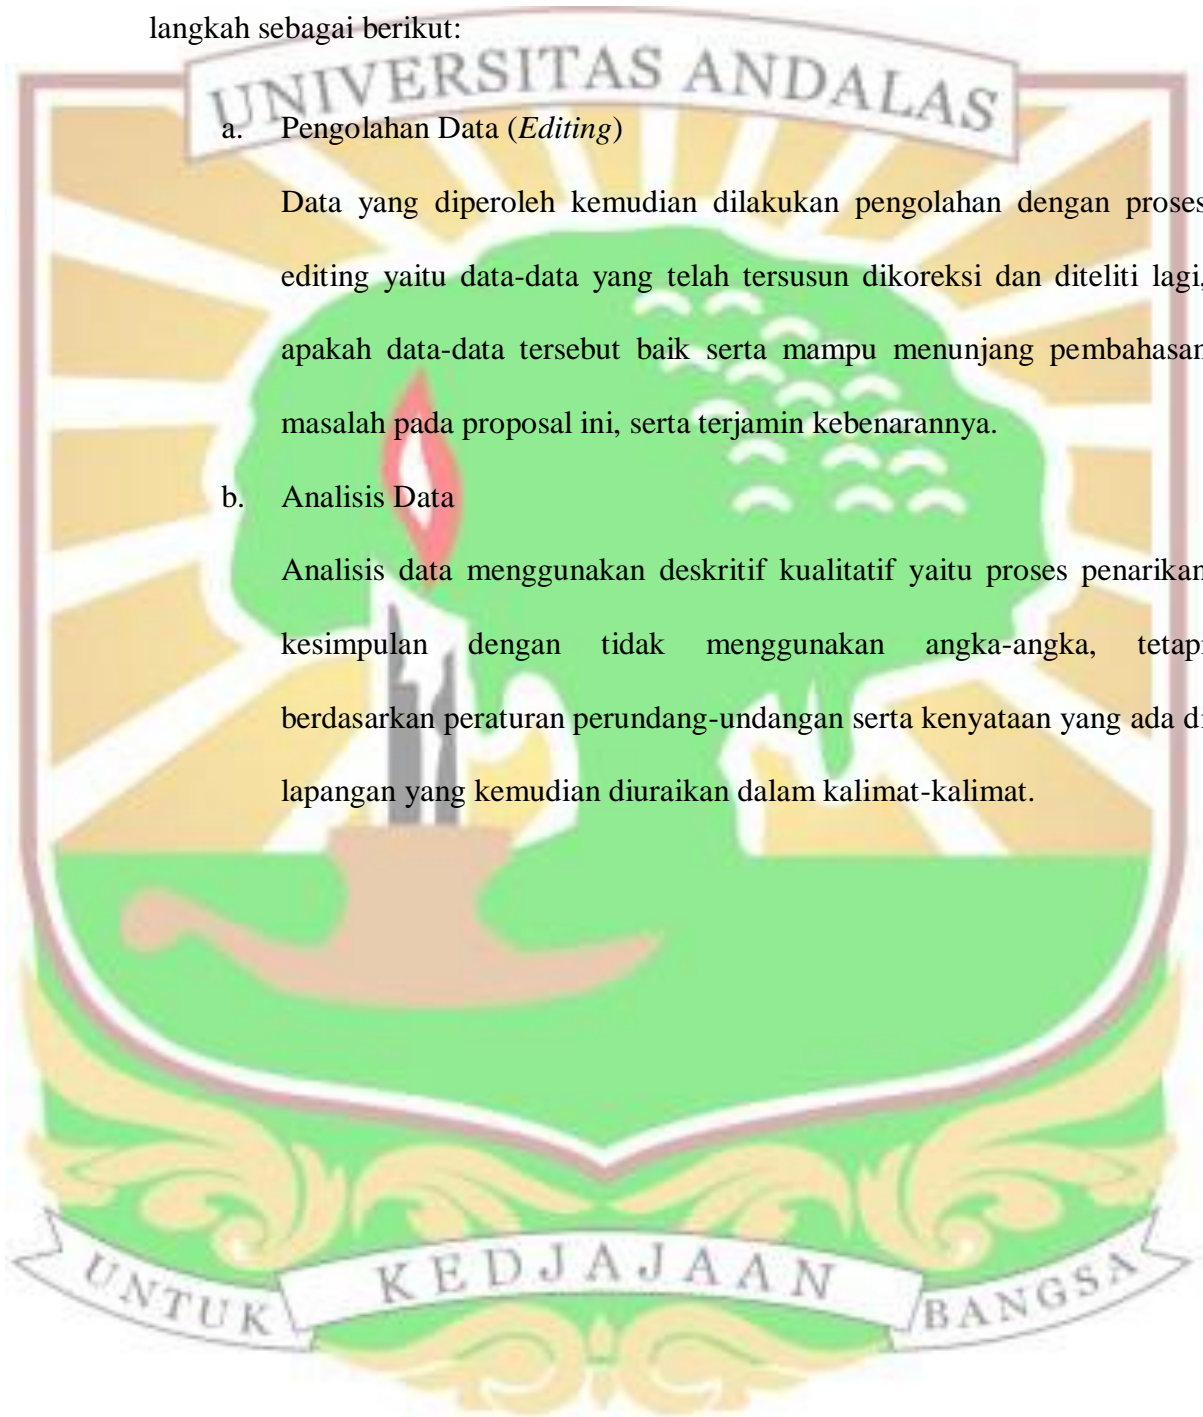 langkah sebagai berikut:
UNIVERSITAS ANDALAS
a. Pengolahan Data (Editing)
Data yang diperoleh kemudian dilakukan pengolahan dengan proses
editing yaitu data-data yang telah tersusun dikoreksi dan diteliti lagi,
apakah data-data tersebut baik serta mampu menunjang pembahasan
masalah pada proposal ini, serta terjamin kebenarannya.
b. Analisis Data
Analisis data menggunakan deskritif kualitatif yaitu proses penarikan
kesimpulan dengan tidak menggunakan angka-angka, tetapi
berdasarkan peraturan perundang-undangan serta kenyataan yang ada di
lapangan yang kemudian diuraikan dalam kalimat-kalimat.
UNTUK KEDJAJAAN BANGSA